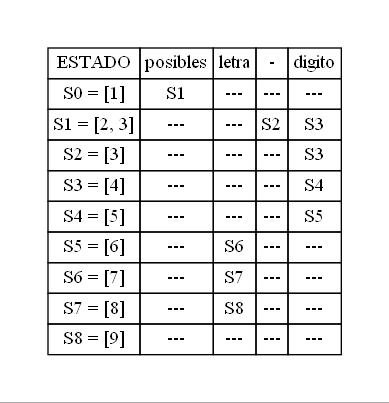 ESTADO posibles letra - digito
S0 = [1] S1 --- --- ---
S1 = [2, 3] --- --- S2 S3
S2 = [3] --- --- --- S3
S3 = [4] --- --- --- S4
S4 = [5] --- --- --- S5
S5 = [6] --- S6 --- ---
S6 = [7] --- S7 --- ---
S7 = [8] --- S8 --- ---
S8 = [9] --- --- --- ---